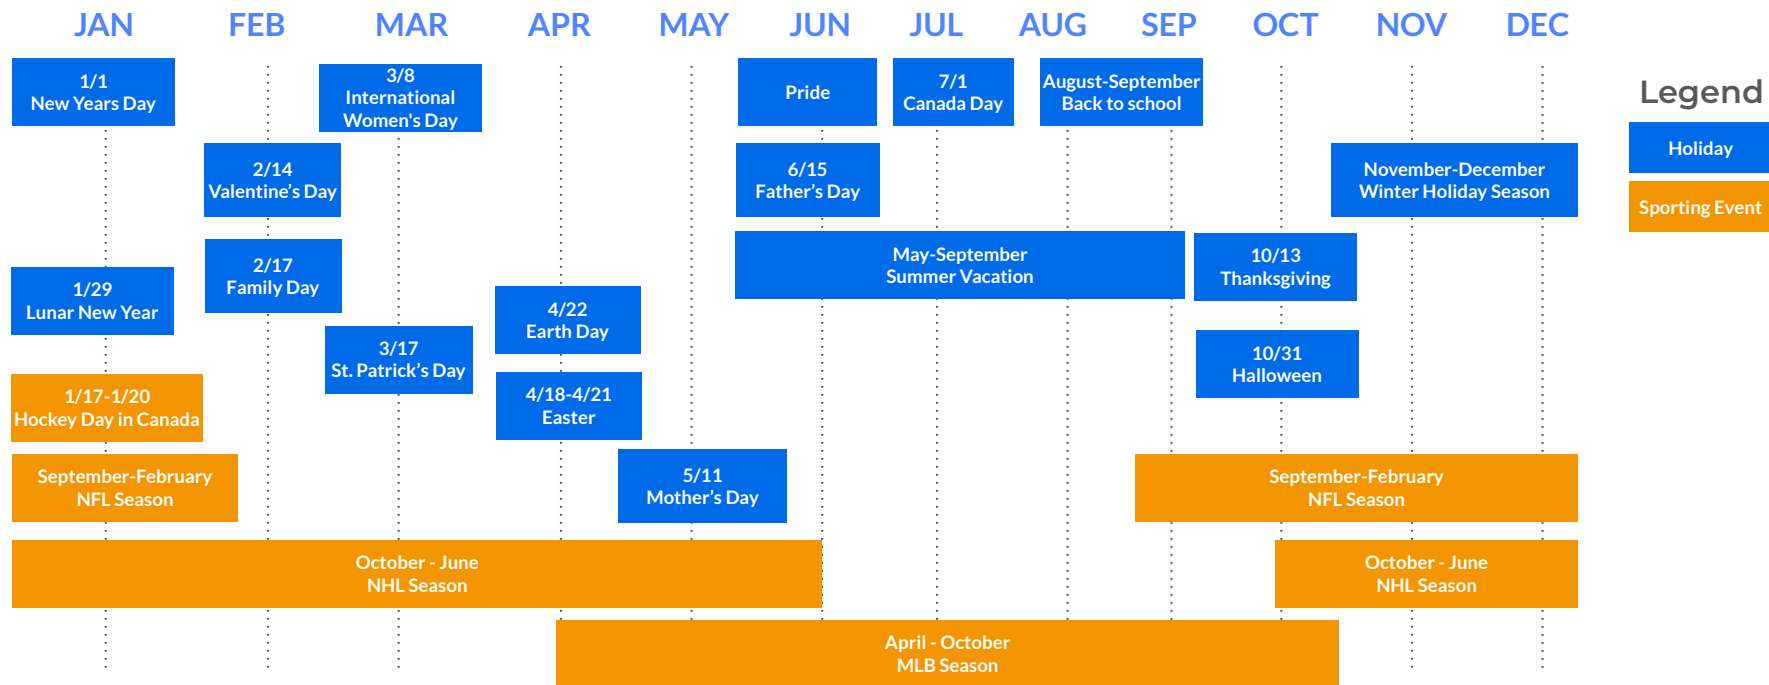 JAN FEB MAR APR MAY JUN JUL AUG SEP OCT NOV DEC
1/1
New Years Day
3/8
International
Women's Day
Pride
7/1
Canada Day
August-September
Back to school
Legend
Holiday
Sporting Event
2/14
Valentine’s Day
6/15
Father’s Day
November-December
Winter Holiday Season
2/17
Family Day
May-September
Summer Vacation
10/13
Thanksgiving
1/29
Lunar New Year
4/22
Earth Day
3/17
St. Patrick’s Day
10/31
Halloween
1/17-1/20
Hockey Day in Canada
4/18-4/21
Easter
September-February
NFL Season
5/11
Mother’s Day
September-February
NFL Season
October - June
NHL Season
October - June
NHL Season
April - October
MLB Season